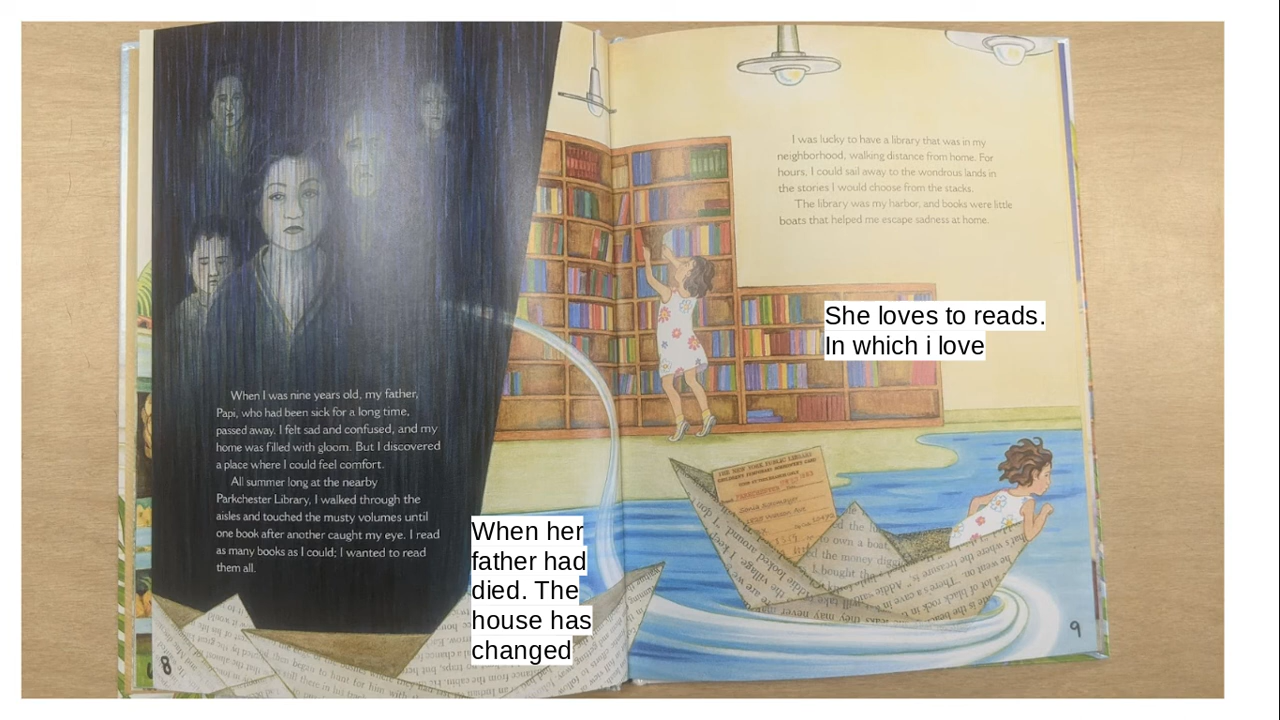 When I was nine years old, my father,
Papi, who had been sick for a long time,
passed away. I felt sad and confused, and my
home was filled with gloom. But I discovered
a place where I could feel comfort.
All summer long at the nearby
Parkchester Library, I walked through the
aisles and touched the musty volumes until
one book after another caught my eye. I read
as many books as I could; I wanted to read
them all.
When her
father had
died. The
house has
changed
8
I was lucky to have a library that was in my
neighborhood, walking distance from home. For
hours, I could sail away to the wondrous lands in
the stories I would choose from the stacks.
The library was my harbor, and books were little
boats that helped me escape sadness at home.
She loves to reads.
In which i love
THE NEW YORK PUBLIC LIBRARY
9